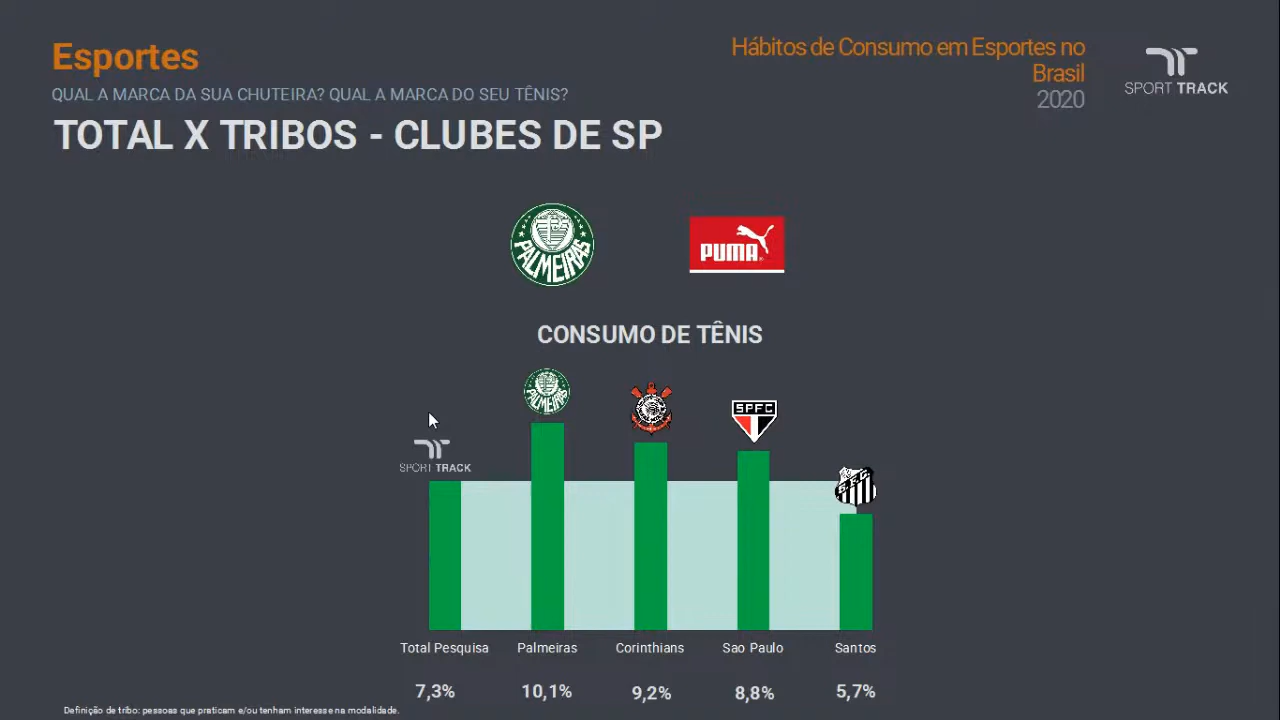 Esportes
QUAL A MARCA DA SUA CHUTEIRA? QUAL A MARCA DO SEU TÊNIS?
TOTAL X TRIBOS - CLUBES DE SP
Hábitos de Consumo em Esportes no
Brasil
2020
SPORT TRACK
PALMEIRAS
PUMA
CONSUMO DE TÊNIS
PALMEIRAS
SPFC
SPORT TRACK
Total Pesquisa Palmeiras Corinthians Sao Paulo Santos
7,3% 10,1% 9,2% 8,8% 5,7%
Definição de tribo: pessoas que praticam e/ou tenham interesse na modalidade.